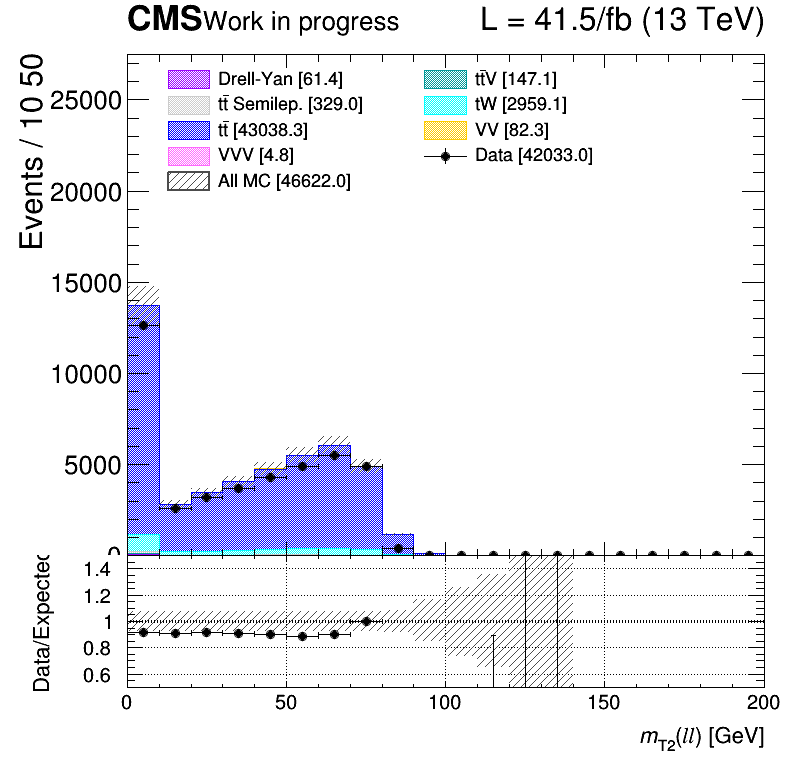 CMS Work in progress L = 41.5/fb (13 TeV)
Events / 10 50
25000
20000
15000
10000
5000
0
Drell-Yan [61.4]
tt̄ Semilep. [329.0]
tt̄ [43038.3]
VVV [4.8]
All MC [46622.0]
tt̄V [147.1]
tW [2959.1]
VV [82.3]
Data [42033.0]
Data/Expected
1.4
1.2
1
0.8
0.6
0 50 100 150 200
m_T2(ll) [GeV]